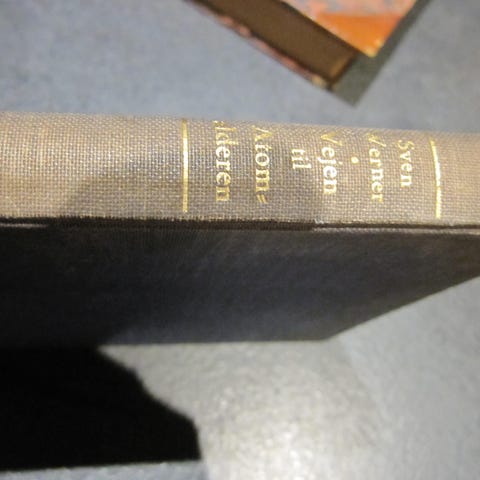 Sven
Werner
•
Vejen
til
Atom=
alderen